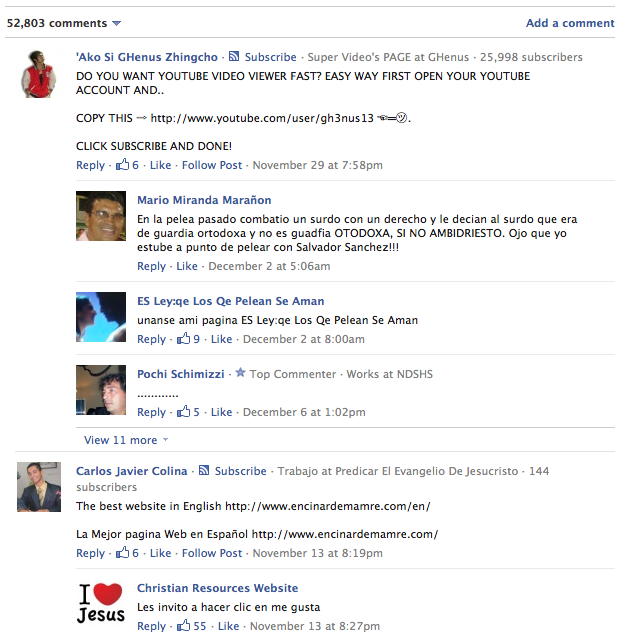 52,803 comments
Add a comment
'Ako Si GHenus Zhingcho · Subscribe · Super Video's PAGE at GHenus · 25,998 subscribers
DO YOU WANT YOUTUBE VIDEO VIEWER FAST? EASY WAY FIRST OPEN YOUR YOUTUBE
ACCOUNT AND..
COPY THIS ┉ http://www.youtube.com/user/gh3nus13 ☜═㋡.
CLICK SUBSCRIBE AND DONE!
Reply · 6 · Like · Follow Post · November 29 at 7:58pm
Mario Miranda Marañon
En la pelea pasado combatio un surdo con un derecho y le decian al surdo que era
de guardia ortodoxa y no es guadfia OTODOXA, SI NO AMBIDRIESTO. Ojo que yo
estube a punto de pelear con Salvador Sanchez!!!
Reply · Like · December 2 at 5:06am
ES Ley:qe Los Qe Pelean Se Aman
unanse ami pagina ES Ley:qe Los Qe Pelean Se Aman
Reply · 9 · Like · December 2 at 8:00am
Pochi Schimizzi · Top Commenter · Works at NDSHS
............
Reply · 5 · Like · December 6 at 1:02pm
View 11 more
Carlos Javier Colina · Subscribe · Trabajo at Predicar El Evangelio De Jesucristo · 144
subscribers
The best website in English http://www.encinardemamre.com/en/
La Mejor pagina Web en Español http://www.encinardemamre.com/
Reply · 6 · Like · Follow Post · November 13 at 8:19pm
I ❤ Jesus
Christian Resources Website
Les invito a hacer clic en me gusta
Reply · 55 · Like · November 13 at 8:27pm